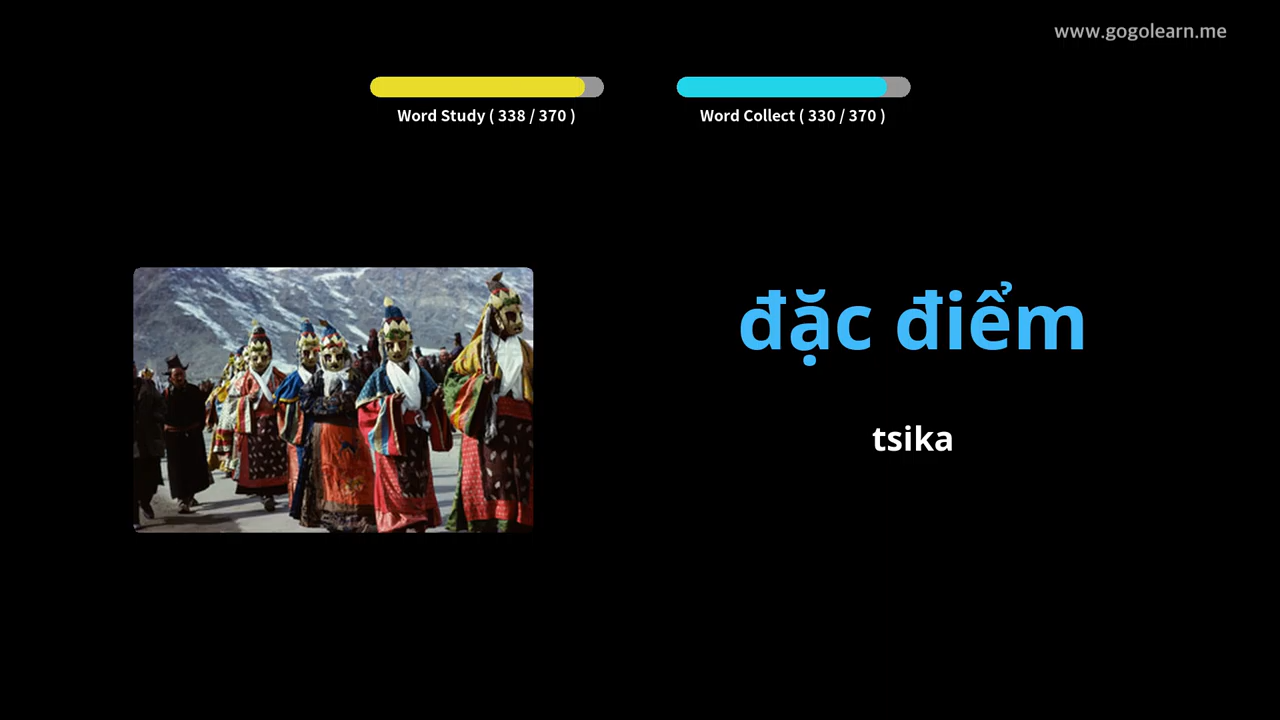 www.gogolearn.me
Word Study ( 338 / 370 )
Word Collect ( 330 / 370 )
đặc điểm
tsika